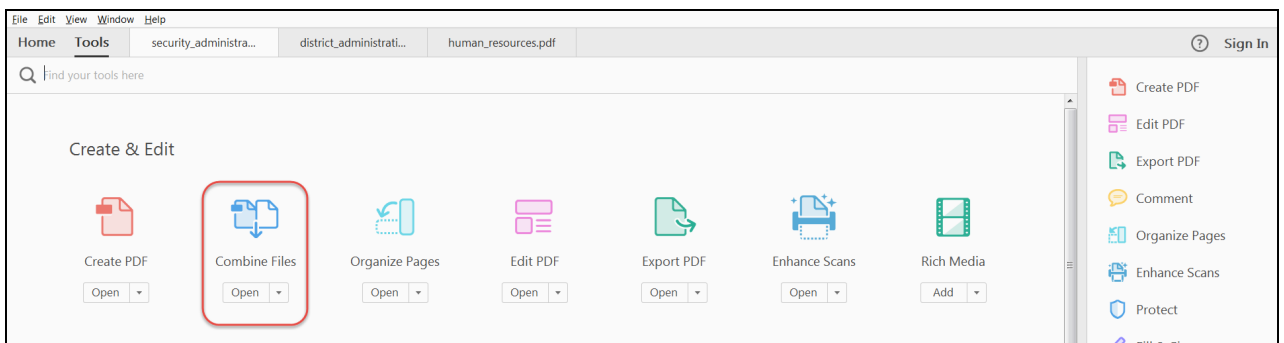 File Edit View Window Help
Home Tools security_administra... district_administrati... human_resources.pdf Sign In
Find your tools here
Create & Edit
Create PDF Combine Files Organize Pages Edit PDF Export PDF Enhance Scans Rich Media
Open Open Open Open Open Open Add
Create PDF
Edit PDF
Export PDF
Comment
Organize Pages
Enhance Scans
Protect